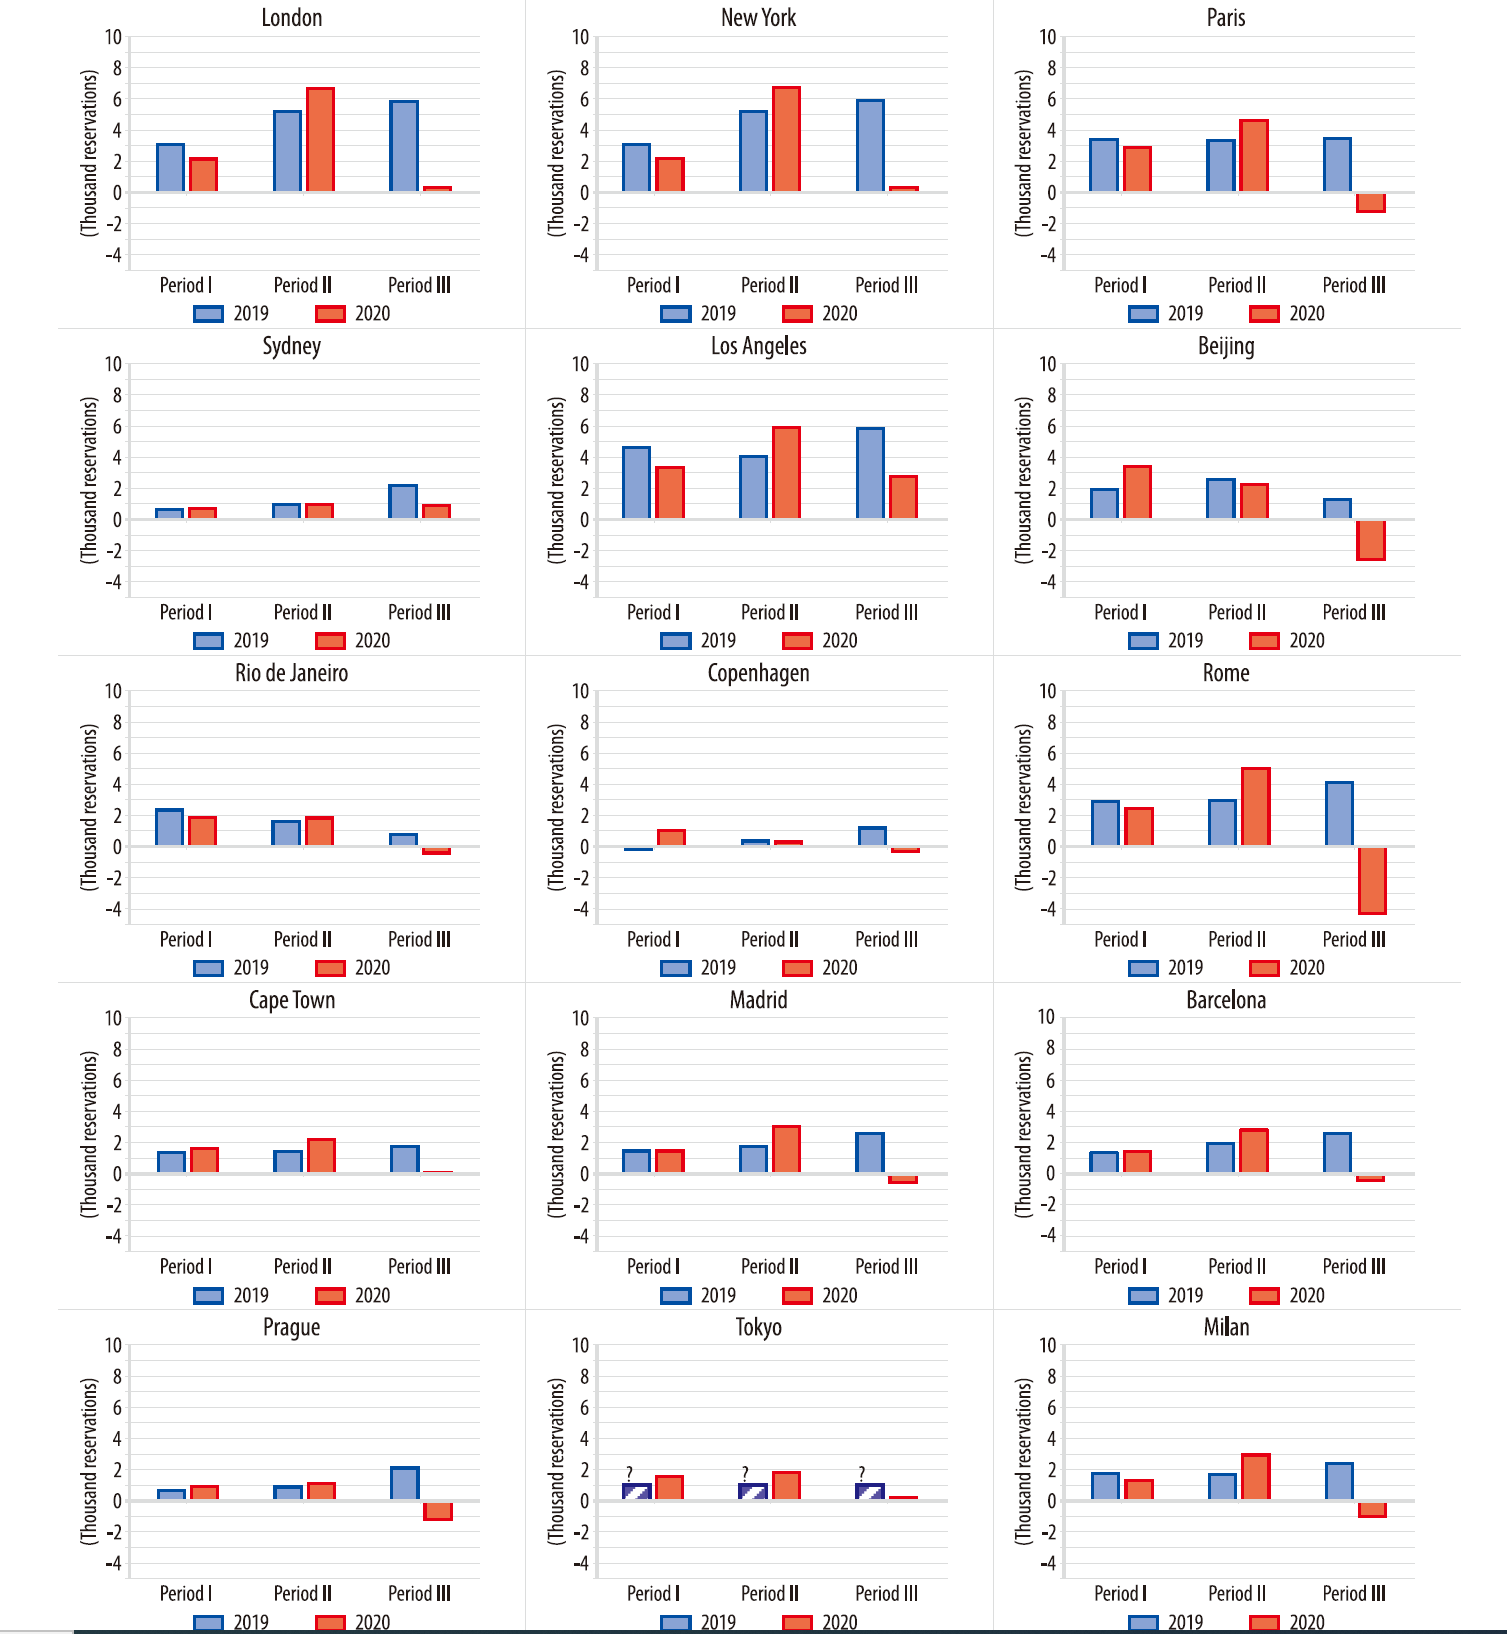 London
New York
Paris
10
8
6
4
2
0
-2
-4
(Thousand reservations)
Period I
Period II
Period III
2019
2020
10
8
6
4
2
0
-2
-4
(Thousand reservations)
Period I
Period II
Period III
2019
2020
10
8
6
4
2
0
-2
-4
(Thousand reservations)
Period I
Period II
Period III
2019
2020
Sydney
Los Angeles
Beijing
10
8
6
4
2
0
-2
-4
(Thousand reservations)
Period I
Period II
Period III
2019
2020
10
8
6
4
2
0
-2
-4
(Thousand reservations)
Period I
Period II
Period III
2019
2020
10
8
6
4
2
0
-2
-4
(Thousand reservations)
Period I
Period II
Period III
2019
2020
Rio de Janeiro
Copenhagen
Rome
10
8
6
4
2
0
-2
-4
(Thousand reservations)
Period I
Period II
Period III
2019
2020
10
8
6
4
2
0
-2
-4
(Thousand reservations)
Period I
Period II
Period III
2019
2020
10
8
6
4
2
0
-2
-4
(Thousand reservations)
Period I
Period II
Period III
2019
2020
Cape Town
Madrid
Barcelona
10
8
6
4
2
0
-2
-4
(Thousand reservations)
Period I
Period II
Period III
2019
2020
10
8
6
4
2
0
-2
-4
(Thousand reservations)
Period I
Period II
Period III
2019
2020
10
8
6
4
2
0
-2
-4
(Thousand reservations)
Period I
Period II
Period III
2019
2020
Prague
Tokyo
Milan
10
8
6
4
2
0
-2
-4
(Thousand reservations)
Period I
Period II
Period III
2019
2020
10
8
6
4
2
0
-2
-4
(Thousand reservations)
?
?
?
Period I
Period II
Period III
2019
2020
10
8
6
4
2
0
-2
-4
(Thousand reservations)
Period I
Period II
Period III
2019
2020